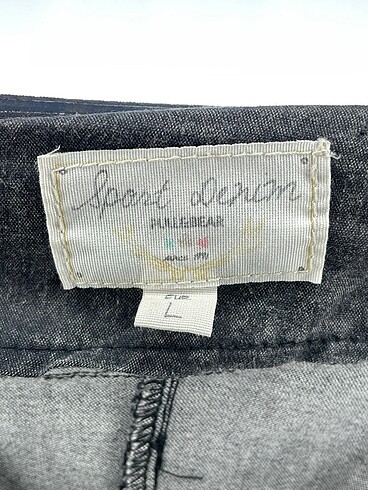 Sport Denim
PULL&BEAR
since 1991
EUR
L